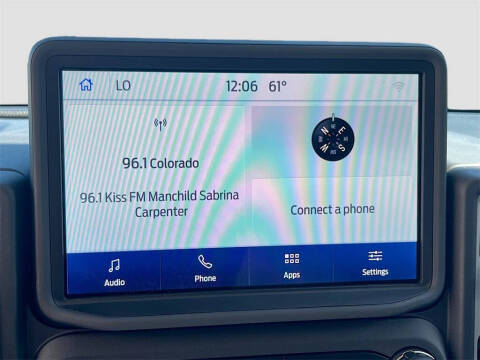 LO 12:06 61°
96.1 Colorado
96.1 Kiss FM Manchild Sabrina
Carpenter
N E
W S
Connect a phone
Audio Phone Apps Settings